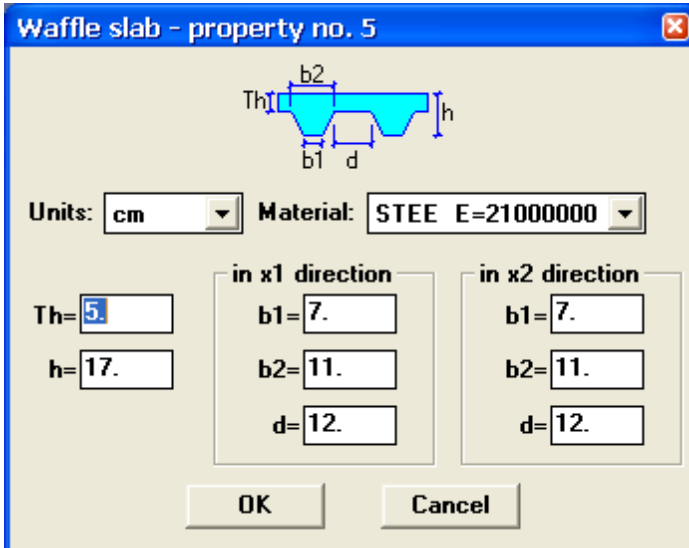 Waffle slab - property no. 5
b2
Th
h
b1 d
Units: cm Material: STEE E=21000000
in x1 direction in x2 direction
Th= 5. b1= 7. b1= 7.
h= 17. b2= 11. b2= 11.
d= 12. d= 12.
OK Cancel